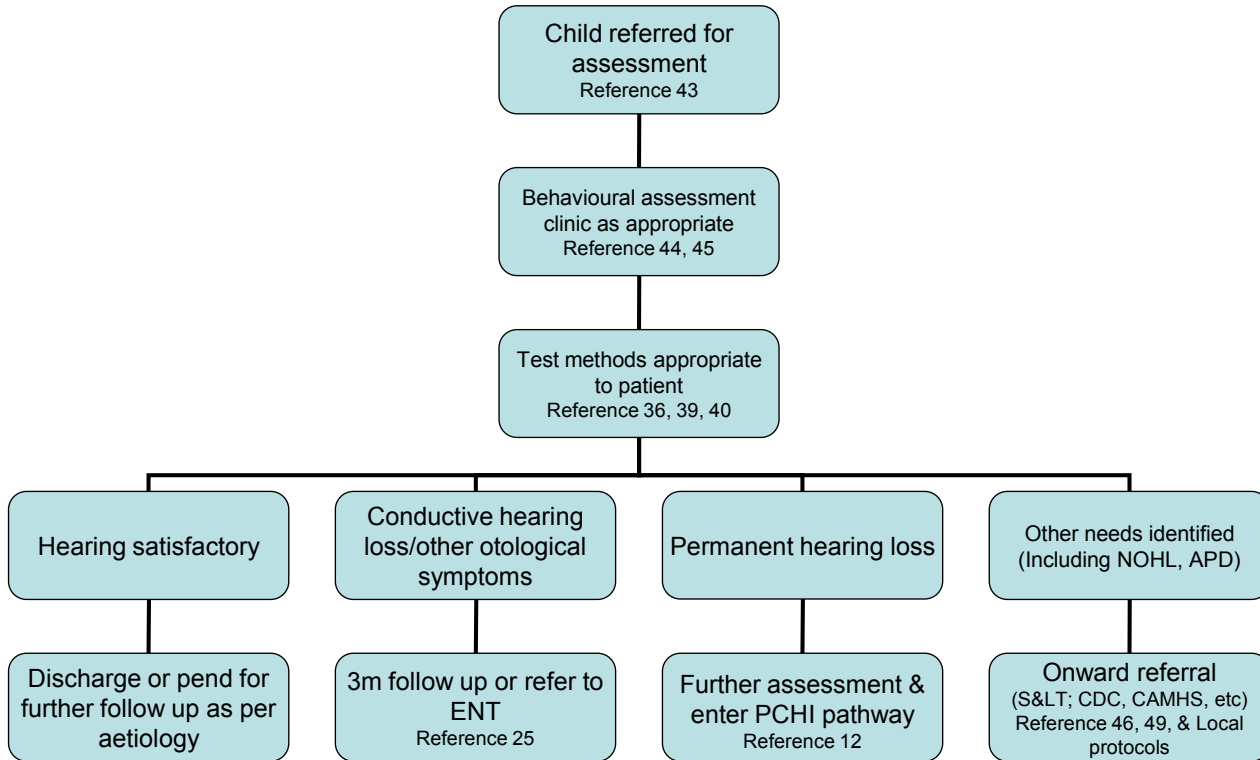 Child referred for
assessment
Reference 43
Behavioural assessment
clinic as appropriate
Reference 44, 45
Test methods appropriate
to patient
Reference 36, 39, 40
Hearing satisfactory
Conductive hearing
loss/other otological
symptoms
Permanent hearing loss
Other needs identified
(Including NOHL, APD)
Discharge or pend for
further follow up as per
aetiology
3m follow up or refer to
ENT
Reference 25
Further assessment &
enter PCHI pathway
Reference 12
Onward referral
(S&LT; CDC, CAMHS, etc)
Reference 46, 49, & Local
protocols